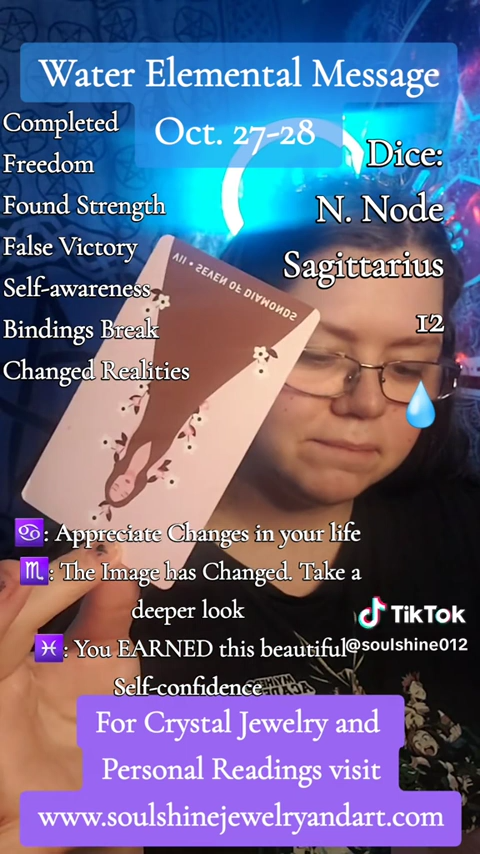 Water Elemental Message
Oct. 27-28
Completed
Freedom
Found Strength
False Victory
Self-awareness
Bindings Break
Changed Realities
Dice:
N. Node
Sagittarius
12
VII • SEVEN OF DIAMONDS
♋: Appreciate Changes in your life
♏: The Image has Changed. Take a
deeper look
♓: You EARNED this beautiful
Self-confidence
TikTok
@soulshine012
For Crystal Jewelry and
Personal Readings visit
www.soulshinejewelryandart.com